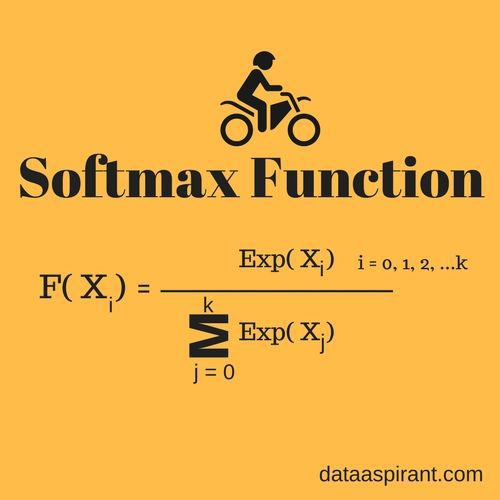 Softmax Function
F( Xi) = Exp( Xi) i = 0, 1, 2, ...k
k
Σ Exp( Xj)
j = 0
dataaspirant.com